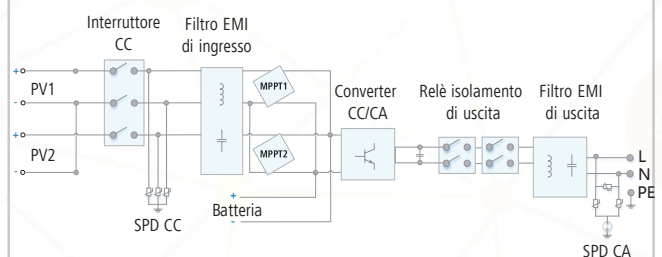 Interruttore
CC
Filtro EMI
di ingresso
+
PV1
-
+
PV2
-
MPPT1
MPPT2
SPD CC
+
Batteria
-
Converter
CC/CA
Relè isolamento
di uscita
Filtro EMI
di uscita
L
N
PE
SPD CA